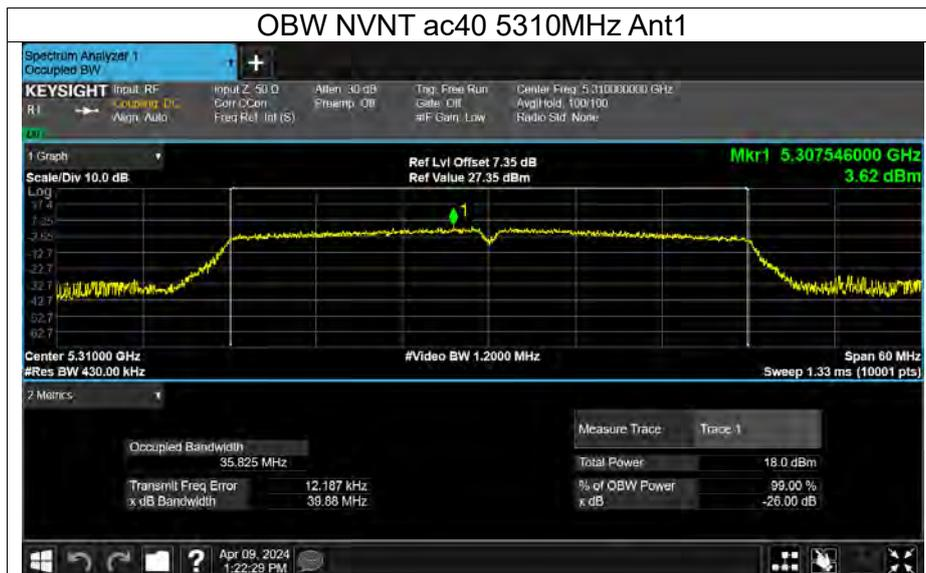 OBW NVNT ac40 5310MHz Ant1
Spectrum Analyzer 1
Occupied BW
+
KEYSIGHT Input: RF Input Z: 50 Ω Atten: 30 dB Trig: Free Run Center Freq: 5.310000000 GHz
Coupling: DC Corr CCorr Preamp: Off Gate: Off Avg|Hold: 100/100
Align: Auto Freq Ref: Int (S) #IF Gain: Low Radio Std: None
1 Graph
Ref Lvl Offset 7.35 dB
Mkr1 5.307546000 GHz
Scale/Div 10.0 dB
Ref Value 27.35 dBm
3.62 dBm
Log
17.4
7.35
-2.65
-12.7
-22.7
-32.7
-42.7
-52.7
-62.7
1
Center 5.31000 GHz
#Video BW 1.2000 MHz
Span 60 MHz
#Res BW 430.00 kHz
Sweep 1.33 ms (10001 pts)
2 Metrics
Measure Trace Trace 1
Occupied Bandwidth
35.825 MHz
Total Power 18.0 dBm
Transmit Freq Error 12.187 kHz
% of OBW Power 99.00 %
x dB Bandwidth 39.88 MHz
x dB -26.00 dB
?
Apr 09, 2024
1:22:29 PM